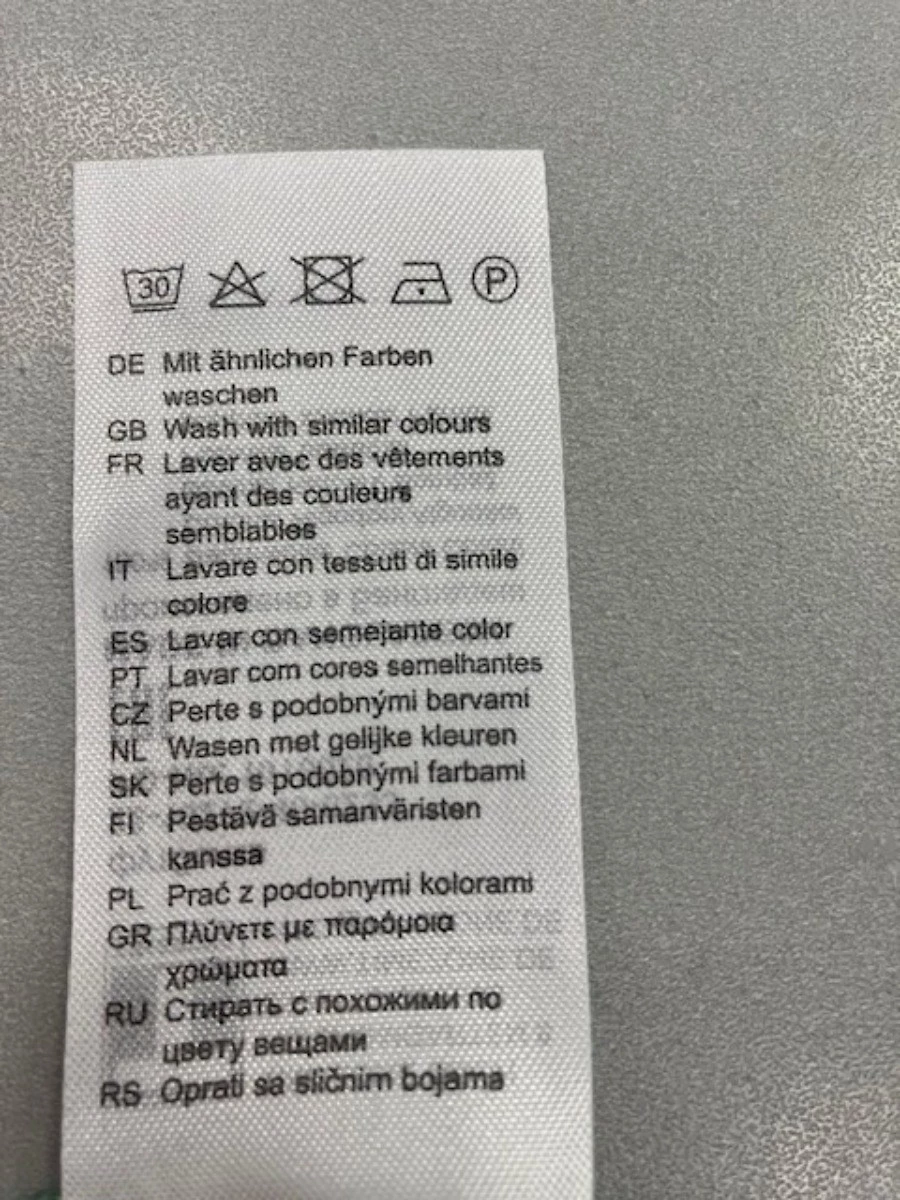 30 P
DE Mit ähnlichen Farben
waschen
GB Wash with similar colours
FR Laver avec des vêtements
ayant des couleurs
semblables
IT Lavare con tessuti di simile
colore
ES Lavar con semejante color
PT Lavar com cores semelhantes
CZ Perte s podobnými barvami
NL Wasen met gelijke kleuren
SK Perte s podobnými farbami
FI Pestävä samanväristen
kanssa
PL Prać z podobnymi kolorami
GR Πλύνετε με παρόμοια
χρώματα
RU Стирать с похожими по
цвету вещами
RS Oprati sa sličnim bojama